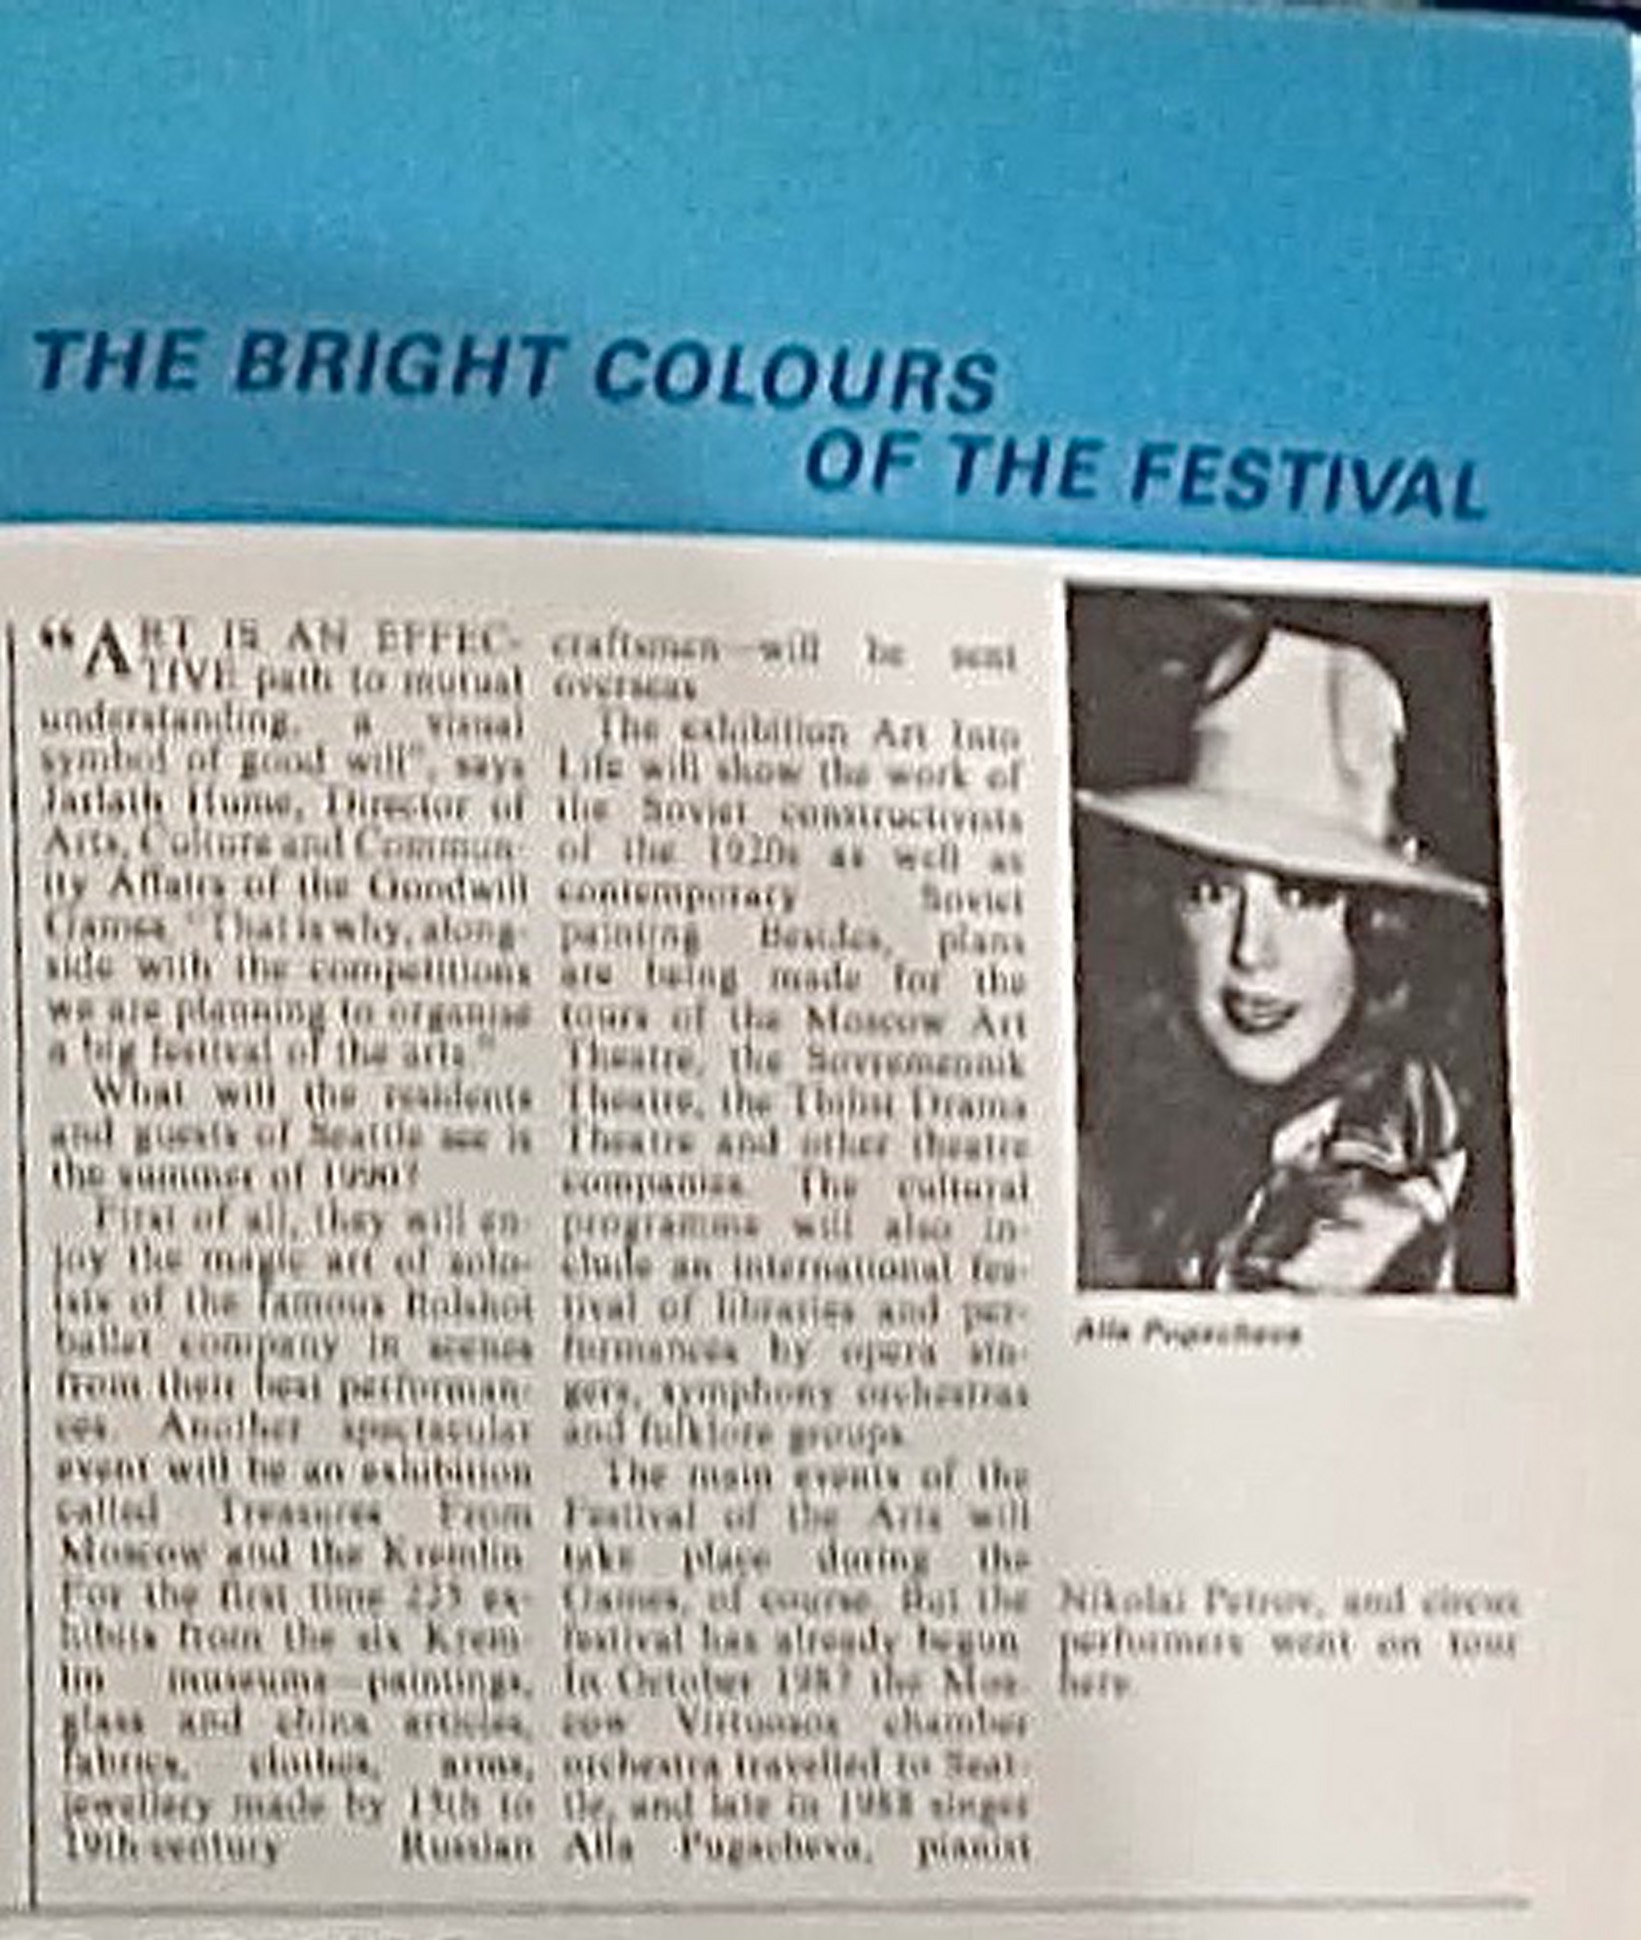 THE BRIGHT COLOURS
OF THE FESTIVAL
“ART IS AN EFFEC-
TIVE path to mutual
understanding, a visual
symbol of good will”, says
Jarlath Hume, Director of
Arts, Culture and Commun-
ity Affairs of the Goodwill
Games. “That is why, along-
side with the competitions
we are planning to organise
a big festival of the arts.”
What will the residents
and guests of Seattle see is
the summer of 1990?
First of all, they will en-
joy the magic art of solo-
ists of the famous Bolshoi
ballet company in scenes
from their best performan-
ces. Another spectacular
event will be an exhibition
called Treasures From
Moscow and the Kremlin.
For the first time 225 ex-
hibits from the six Krem-
lin museums—paintings,
glass and china articles,
fabrics, clothes, arms,
jewellery made by 15th to
19th-century Russian
craftsmen—will be sent
overseas.
The exhibition Art Into
Life will show the work of
the Soviet constructivists
of the 1920s as well as
contemporary Soviet
painting. Besides, plans
are being made for the
tours of the Moscow Art
Theatre, the Sovremennik
Theatre, the Tbilisi Drama
Theatre and other theatre
companies. The cultural
programme will also in-
clude an international fes-
tival of libraries and per-
formances by opera sin-
gers, symphony orchestras
and folklore groups.
The main events of the
Festival of the Arts will
take place during the
Games, of course. But the
festival has already begun.
In October 1987 the Mos-
cow Virtuosos chamber
orchestra travelled to Seat-
tle, and late in 1988 singer
Alla Pugacheva, pianist
Alla Pugacheva
Nikolai Petrov, and circus
performers went on tour
here.